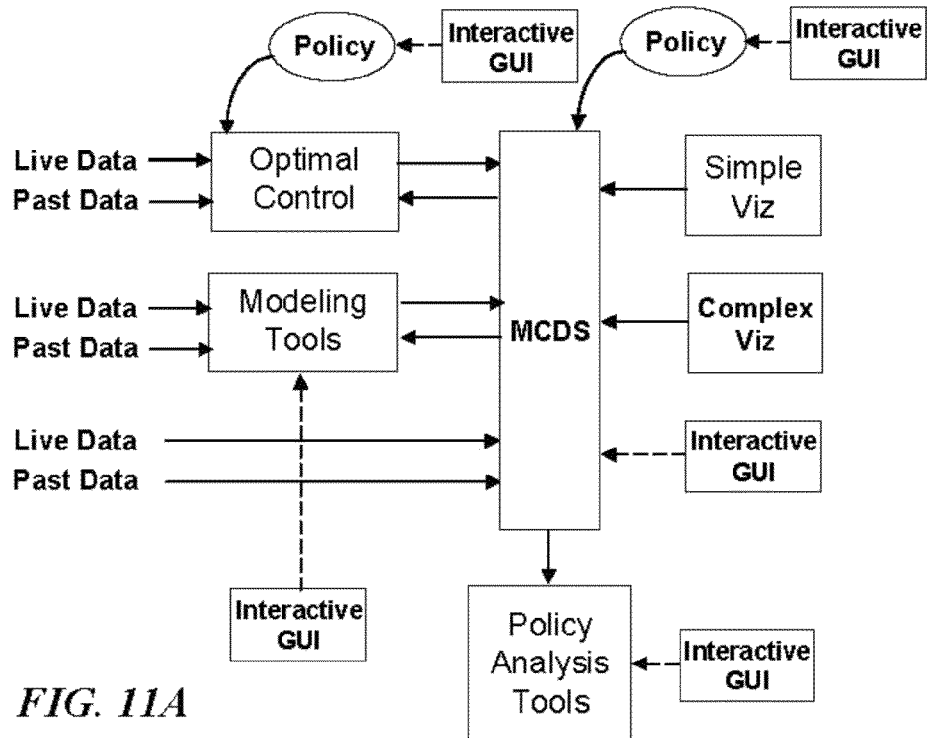 Policy
Interactive
GUI
Policy
Interactive
GUI
Live Data
Past Data
Optimal
Control
Simple
Viz
Live Data
Past Data
Modeling
Tools
MCDS
Complex
Viz
Live Data
Past Data
Interactive
GUI
Interactive
GUI
Policy
Analysis
Tools
Interactive
GUI
FIG. 11A